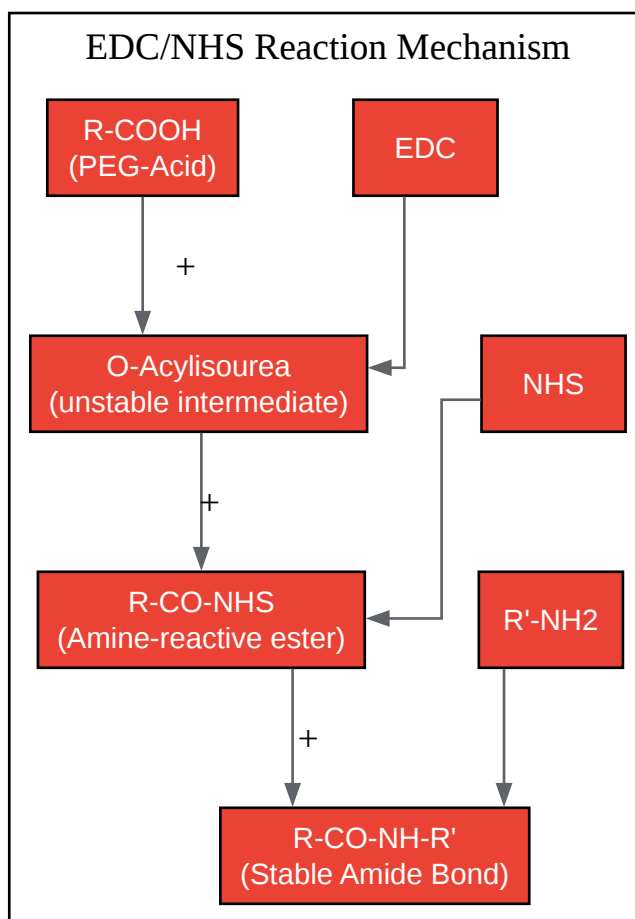 EDC/NHS Reaction Mechanism
R-COOH
(PEG-Acid)
EDC
+
O-Acylisourea
(unstable intermediate)
NHS
+
R-CO-NHS
(Amine-reactive ester)
R'-NH2
+
R-CO-NH-R'
(Stable Amide Bond)